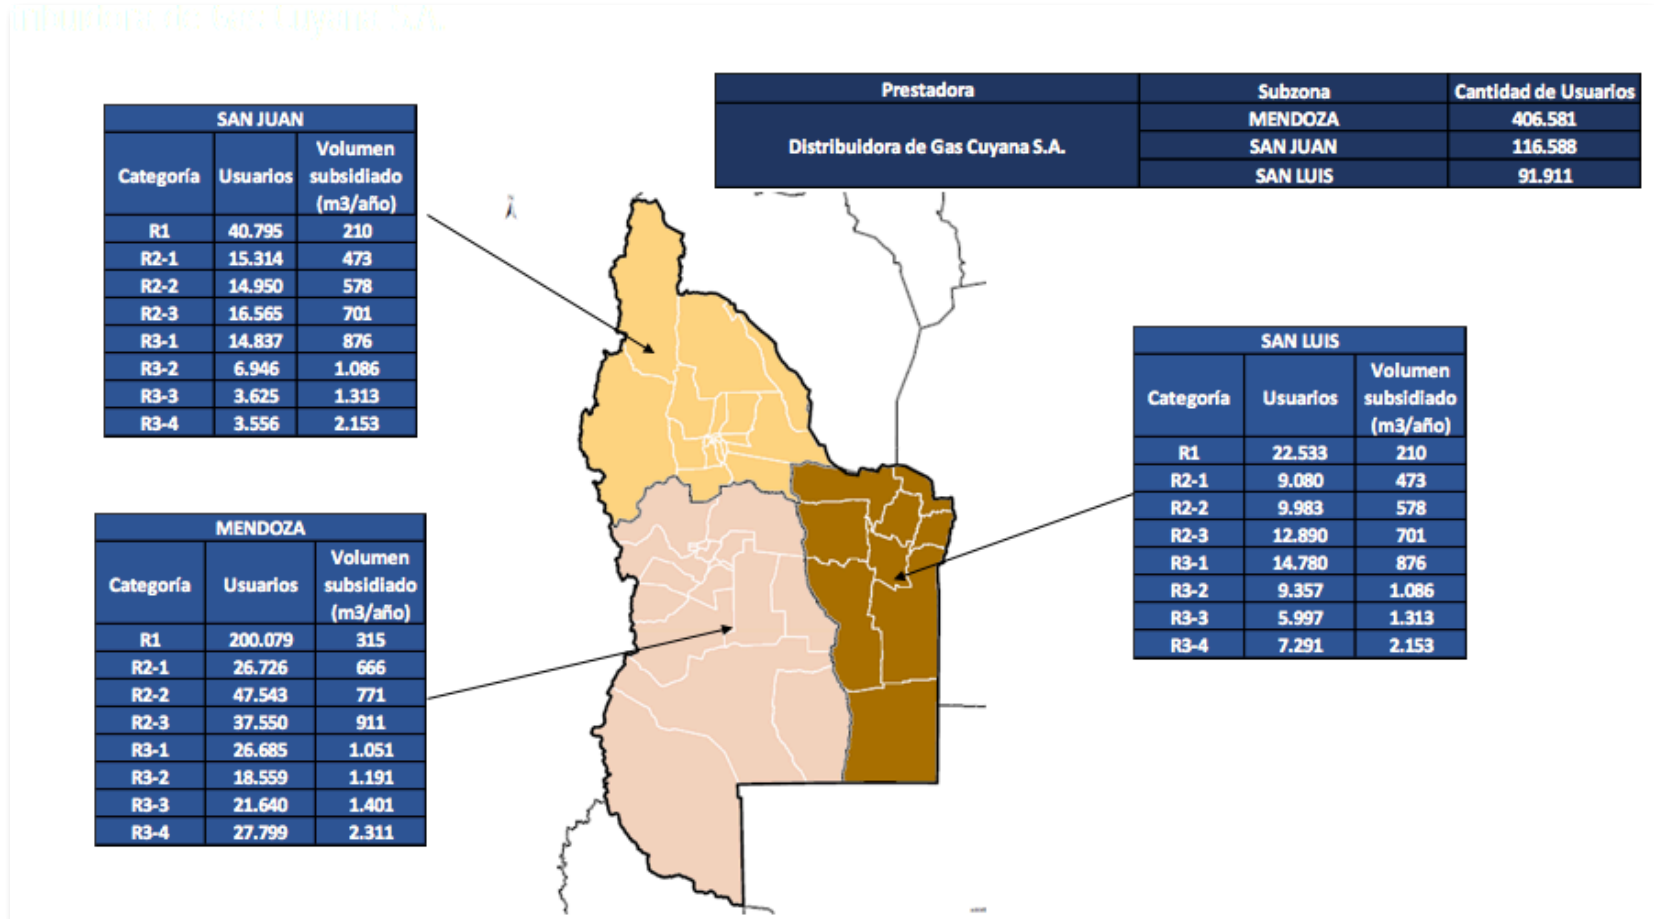 Distribuidora de Gas Cuyana S.A.
Prestadora Subzona Cantidad de Usuarios
Distribuidora de Gas Cuyana S.A.
MENDOZA 406.581
SAN JUAN 116.588
SAN LUIS 91.911
SAN JUAN
Categoría Usuarios Volumen subsidiado (m3/año)
R1 40.795 210
R2-1 15.314 473
R2-2 14.950 578
R2-3 16.565 701
R3-1 14.837 876
R3-2 6.946 1.086
R3-3 3.625 1.313
R3-4 3.556 2.153
SAN LUIS
Categoría Usuarios Volumen subsidiado (m3/año)
R1 22.533 210
R2-1 9.080 473
R2-2 9.983 578
R2-3 12.890 701
R3-1 14.780 876
R3-2 9.357 1.086
R3-3 5.997 1.313
R3-4 7.291 2.153
MENDOZA
Categoría Usuarios Volumen subsidiado (m3/año)
R1 200.079 315
R2-1 26.726 666
R2-2 47.543 771
R2-3 37.550 911
R3-1 26.685 1.051
R3-2 18.559 1.191
R3-3 21.640 1.401
R3-4 27.799 2.311